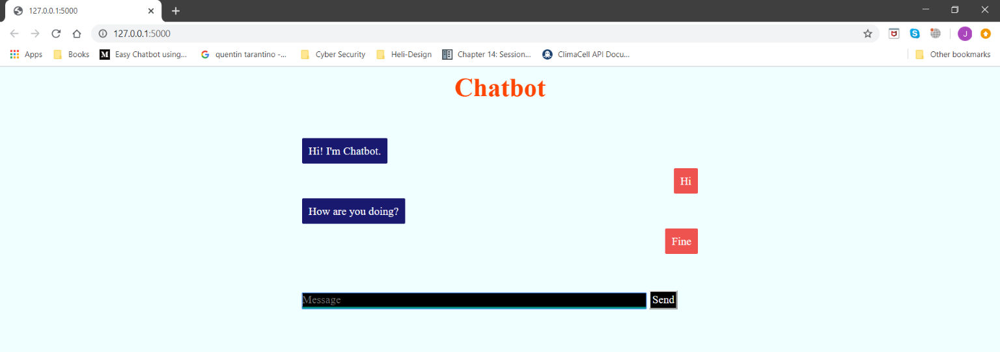 127.0.0.1:5000
127.0.0.1:5000
J
Apps Books M Easy Chatbot using... G quentin tarantino -... Cyber Security Heli-Design Chapter 14: Session... ClimaCell API Docu... Other bookmarks
Chatbot
Hi! I'm Chatbot.
Hi
How are you doing?
Fine
Message Send